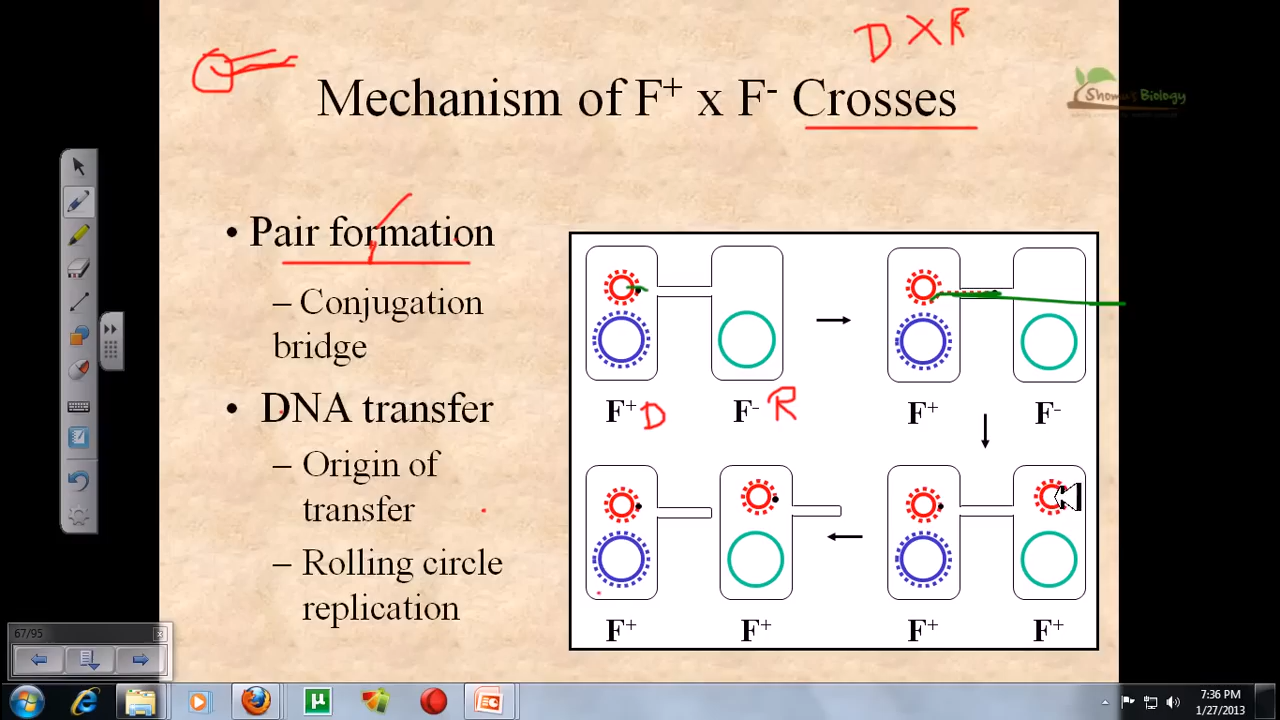 D X R
Mechanism of F+ x F- Crosses
Shomu's Biology
• Pair formation
– Conjugation
bridge
• DNA transfer
– Origin of
transfer
– Rolling circle
replication
F+ D F- R F+ F-
F+ F+ F+ F+
67/95
7:36 PM
1/27/2013